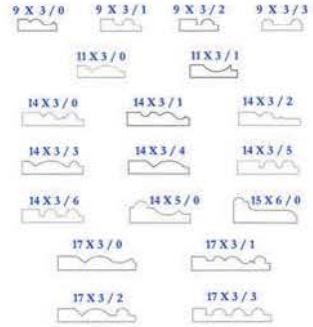 9 X 3 / 0 9 X 3 / 1 9 X 3 / 2 9 X 3 / 3
11 X 3 / 0 11 X 3 / 1
14 X 3 / 0 14 X 3 / 1 14 X 3 / 2
14 X 3 / 3 14 X 3 / 4 14 X 3 / 5
14 X 3 / 6 14 X 5 / 0 15 X 6 / 0
17 X 3 / 0 17 X 3 / 1
17 X 3 / 2 17 X 3 / 3